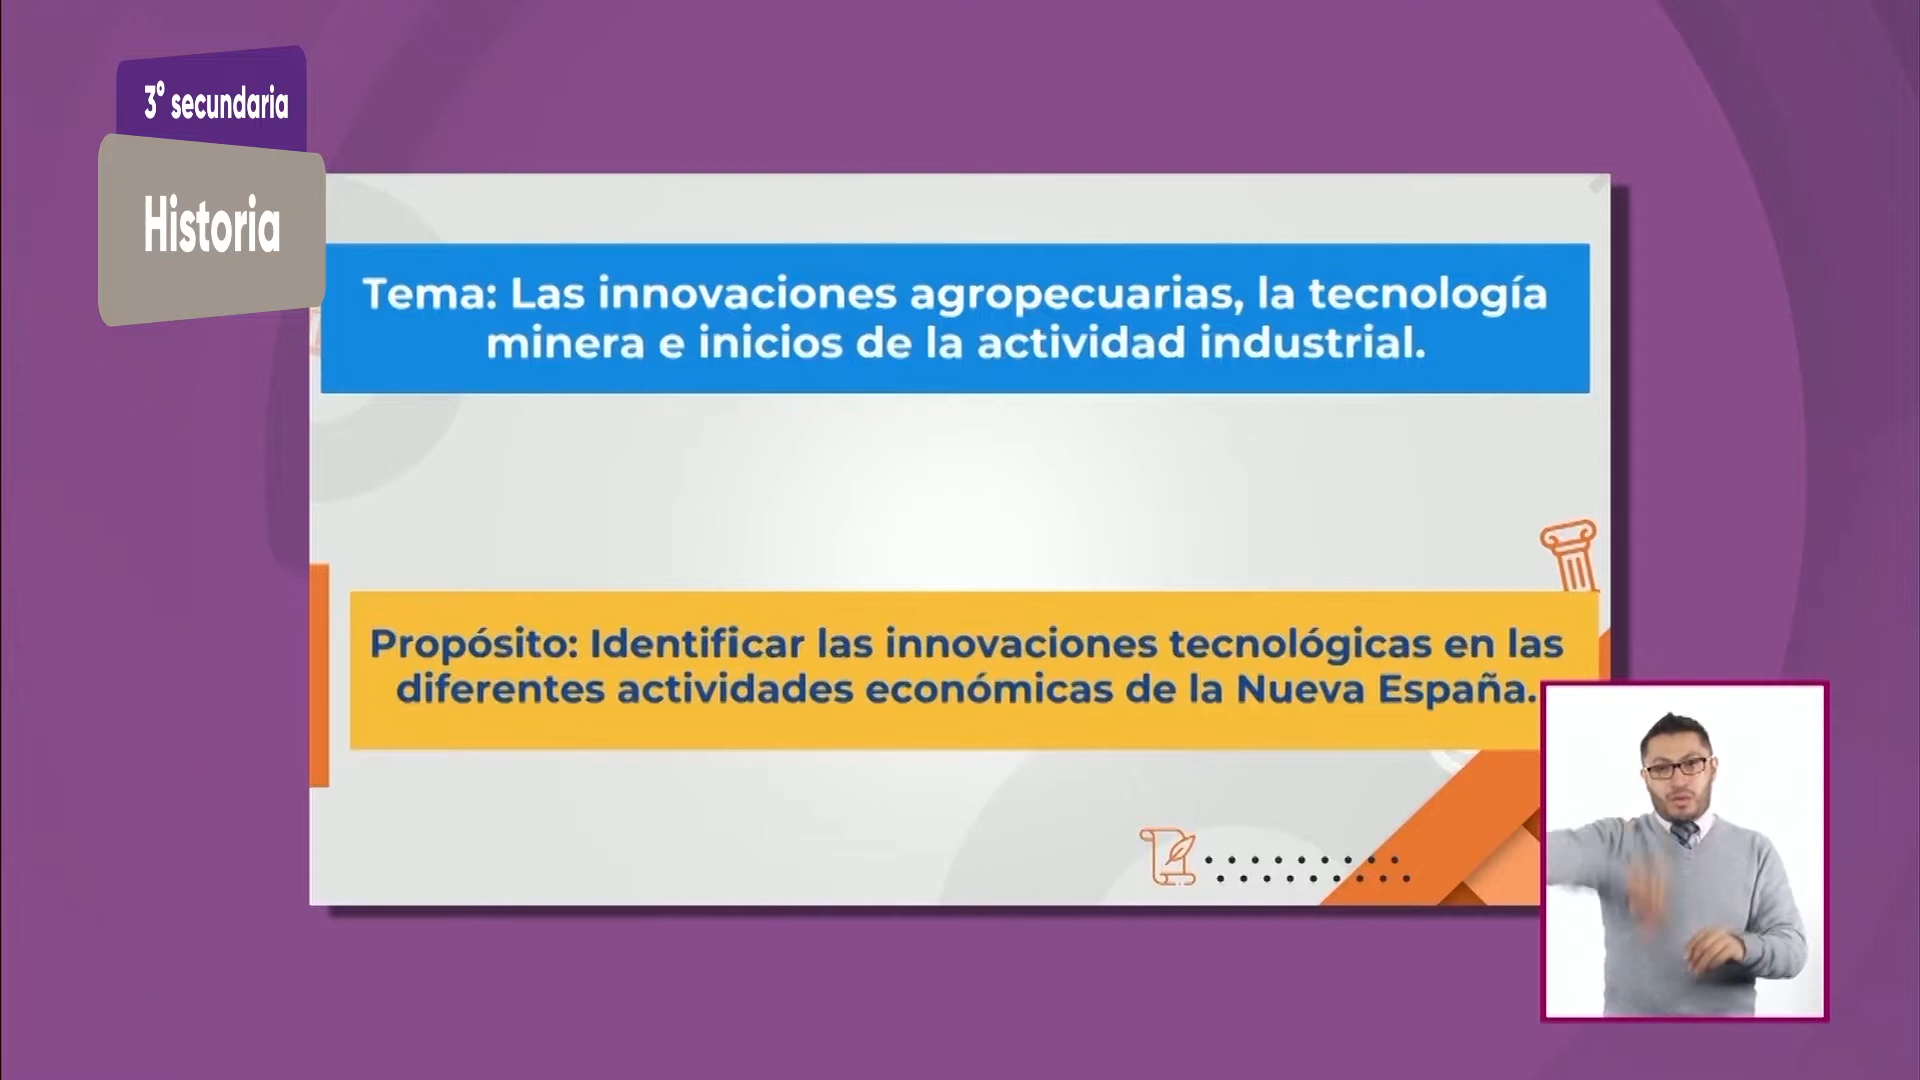 3° secundaria
Historia
Tema: Las innovaciones agropecuarias, la tecnología
minera e inicios de la actividad industrial.
Propósito: Identificar las innovaciones tecnológicas en las
diferentes actividades económicas de la Nueva España.